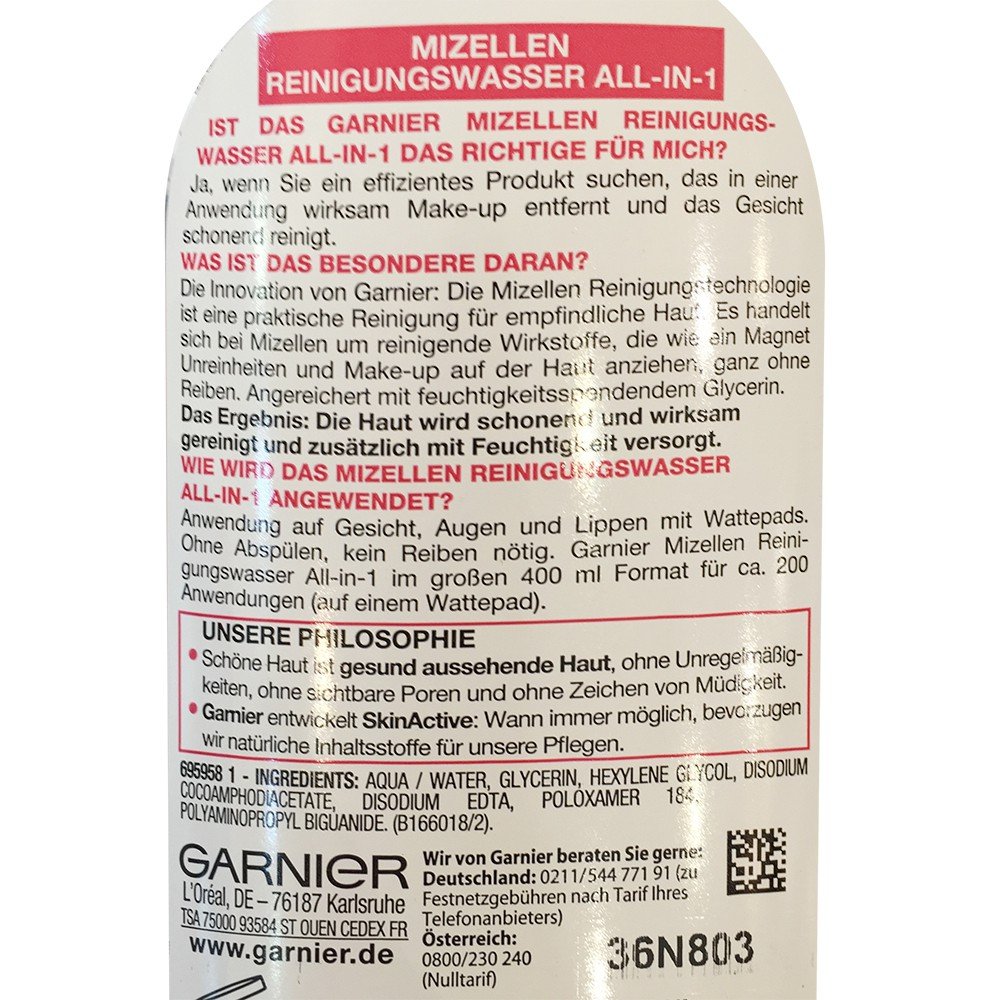 MIZELLEN
REINIGUNGSWASSER ALL-IN-1
IST DAS GARNIER MIZELLEN REINIGUNGS-
WASSER ALL-IN-1 DAS RICHTIGE FÜR MICH?
Ja, wenn Sie ein effizientes Produkt suchen, das in einer
Anwendung wirksam Make-up entfernt und das Gesicht
schonend reinigt.
WAS IST DAS BESONDERE DARAN?
Die Innovation von Garnier: Die Mizellen Reinigungstechnologie
ist eine praktische Reinigung für empfindliche Haut. Es handelt
sich bei Mizellen um reinigende Wirkstoffe, die wie ein Magnet
Unreinheiten und Make-up auf der Haut anziehen, ganz ohne
Reiben. Angereichert mit feuchtigkeitsspendendem Glycerin.
Das Ergebnis: Die Haut wird schonend und wirksam
gereinigt und zusätzlich mit Feuchtigkeit versorgt.
WIE WIRD DAS MIZELLEN REINIGUNGSWASSER
ALL-IN-1 ANGEWENDET?
Anwendung auf Gesicht, Augen und Lippen mit Wattepads.
Ohne Abspülen, kein Reiben nötig. Garnier Mizellen Reini-
gungswasser All-in-1 im großen 400 ml Format für ca. 200
Anwendungen (auf einem Wattepad).
UNSERE PHILOSOPHIE
• Schöne Haut ist gesund aussehende Haut, ohne Unregelmäßig-
keiten, ohne sichtbare Poren und ohne Zeichen von Müdigkeit.
• Garnier entwickelt SkinActive: Wann immer möglich, bevorzugen
wir natürliche Inhaltsstoffe für unsere Pflegen.
695958 1 - INGREDIENTS: AQUA / WATER, GLYCERIN, HEXYLENE GLYCOL, DISODIUM
COCOAMPHODIACETATE, DISODIUM EDTA, POLOXAMER 184,
POLYAMINOPROPYL BIGUANIDE. (B166018/2).
GARNIER
L'Oréal, DE – 76187 Karlsruhe
TSA 75000 93584 ST OUEN CEDEX FR
www.garnier.de
Wir von Garnier beraten Sie gerne:
Deutschland: 0211/544 771 91 (zu
Festnetzgebühren nach Tarif Ihres
Telefonanbieters)
Österreich:
0800/230 240
(Nulltarif)
36N803